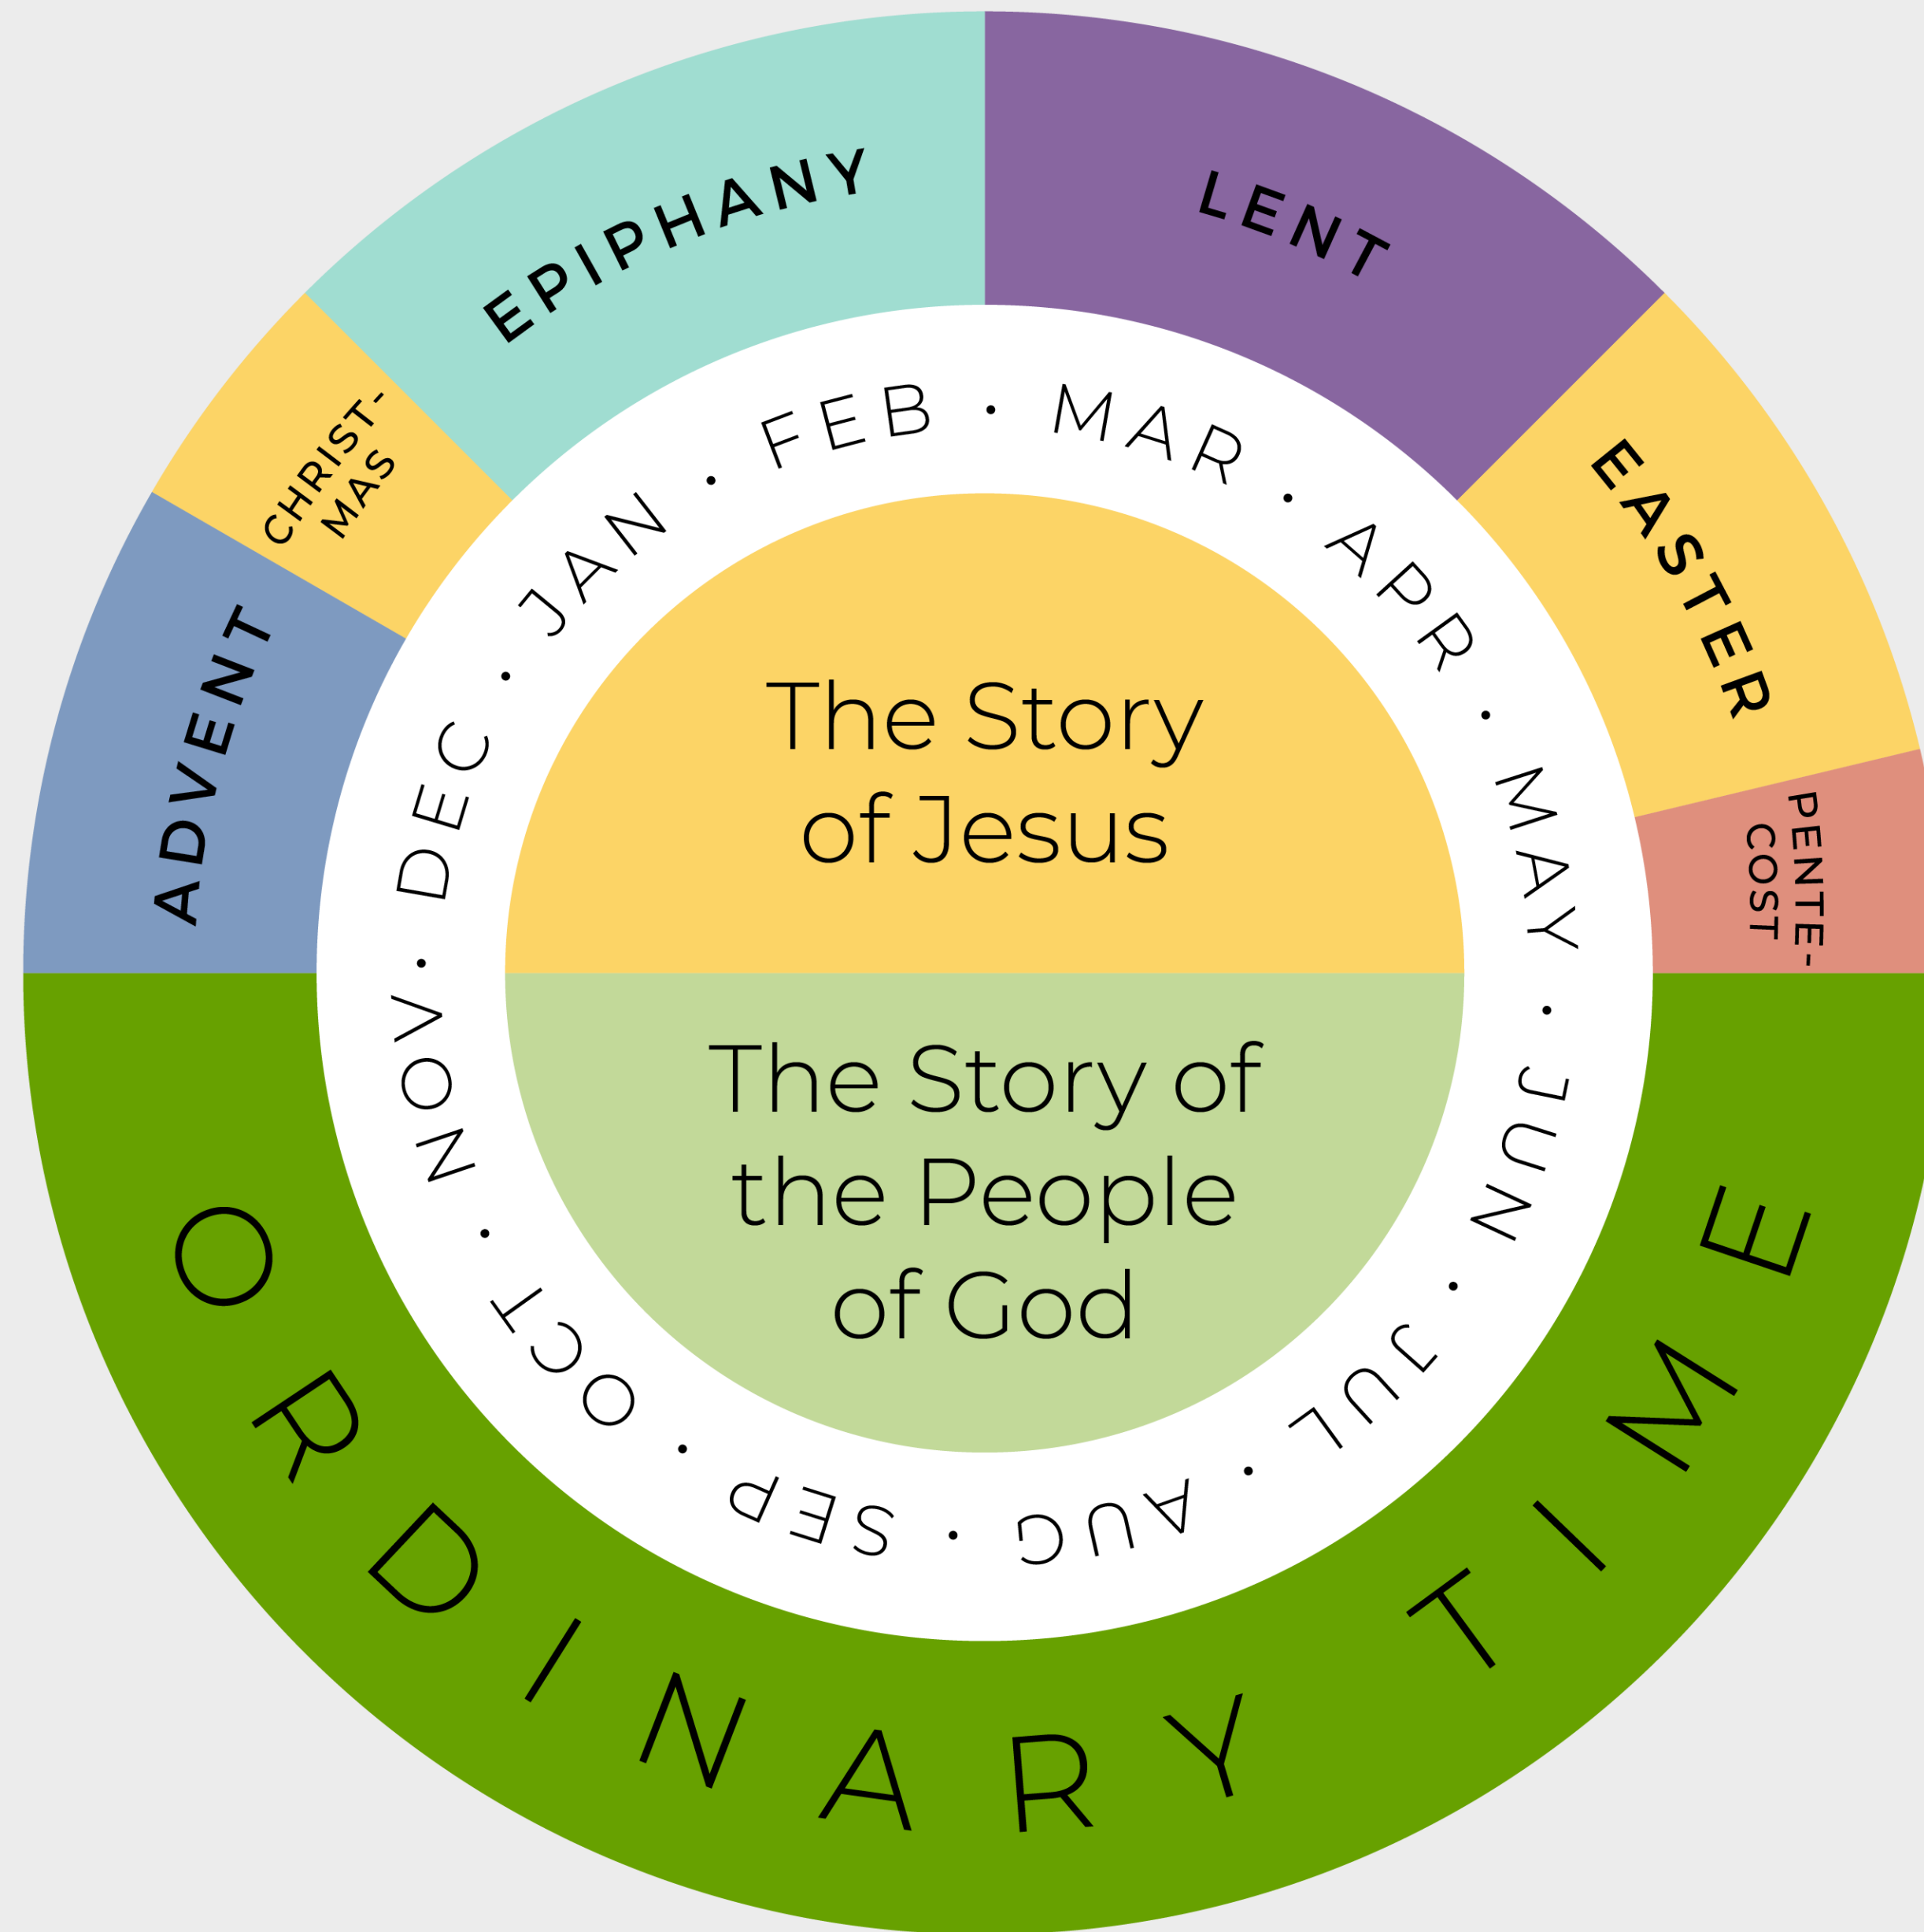 ADVENT
CHRIST-
MAS
EPIPHANY
LENT
EASTER
PENTE-
COST
ORDINARY TIME
DEC • JAN • FEB • MAR • APR • MAY • JUN • JUL • AUG • SEP • OCT • NOV •
The Story
of Jesus
The Story of
the People
of God